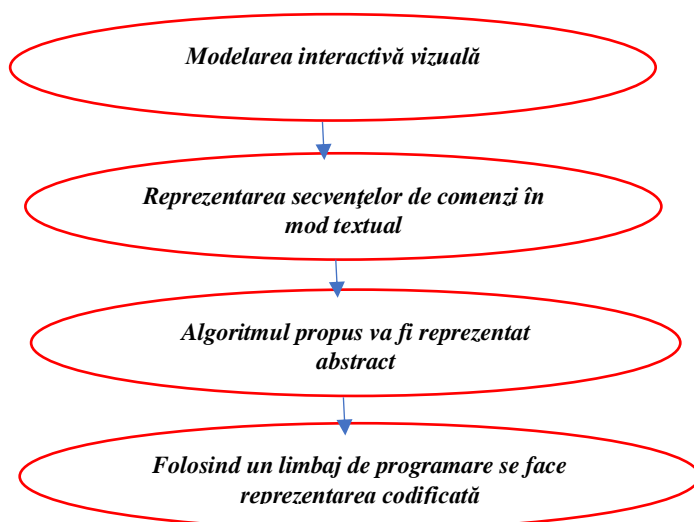 Modelarea interactivă vizuală
Reprezentarea secvenţelor de comenzi în
mod textual
Algoritmul propus va fi reprezentat
abstract
Folosind un limbaj de programare se face
reprezentarea codificată